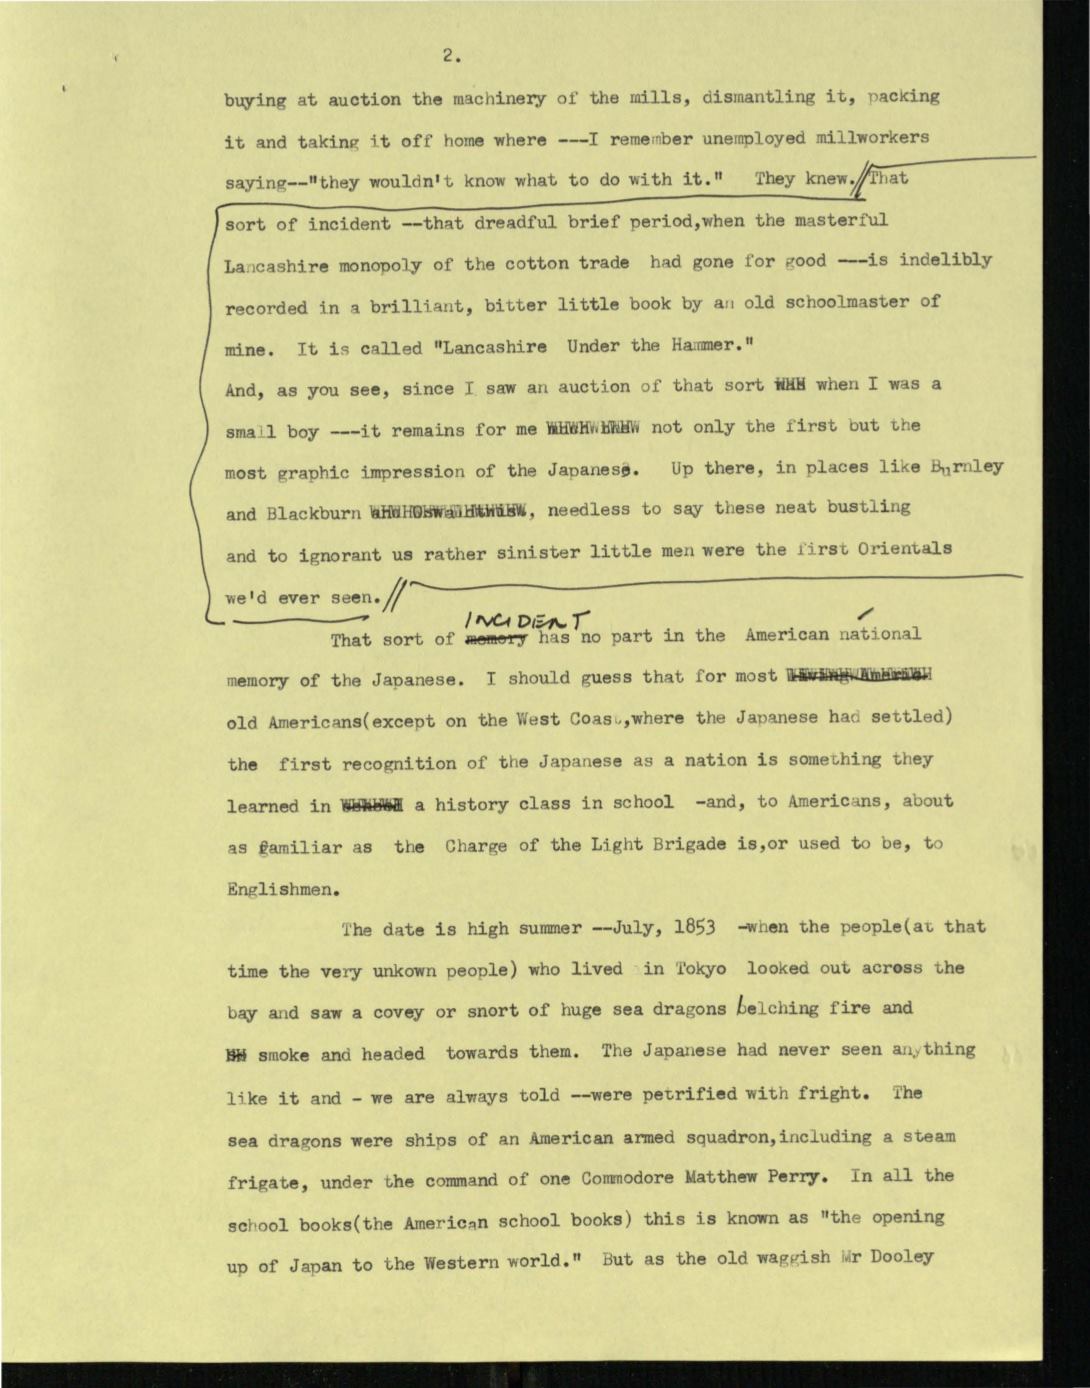 2.
buying at auction the machinery of the mills, dismantling it, packing
it and taking it off home where ---I remember unemployed millworkers
saying--"they wouldn't know what to do with it."  They knew.//That
sort of incident --that dreadful brief period,when the masterful
Lancashire monopoly of the cotton trade had gone for good ---is indelibly
recorded in a brilliant, bitter little book by an old schoolmaster of
mine. It is called "Lancashire Under the Hammer."
And, as you see, since I saw an auction of that sort when I was a
small boy ---it remains for me not only the first but the
most graphic impression of the Japanese. Up there, in places like Burnley
and Blackburn , needless to say these neat bustling
and to ignorant us rather sinister little men were the first Orientals
we'd ever seen.//
INCIDENT
That sort of memory has no part in the American national
memory of the Japanese. I should guess that for most
old Americans(except on the West Coast,where the Japanese had settled)
the first recognition of the Japanese as a nation is something they
learned in a history class in school -and, to Americans, about
as familiar as the Charge of the Light Brigade is,or used to be, to
Englishmen.
The date is high summer --July, 1853 -when the people(at that
time the very unkown people) who lived in Tokyo looked out across the
bay and saw a covey or snort of huge sea dragons belching fire and
smoke and headed towards them. The Japanese had never seen anything
like it and - we are always told --were petrified with fright. The
sea dragons were ships of an American armed squadron,including a steam
frigate, under the command of one Commodore Matthew Perry. In all the
school books(the American school books) this is known as "the opening
up of Japan to the Western world." But as the old waggish Mr Dooley